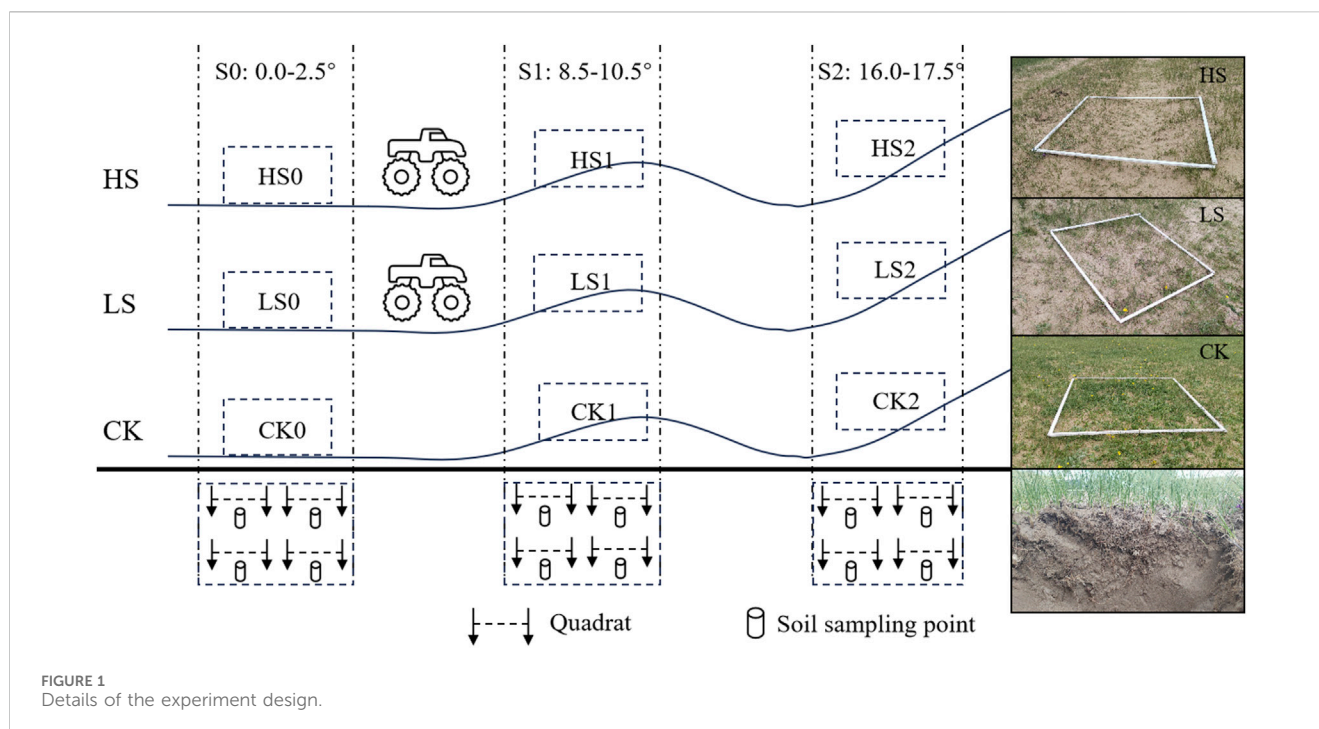 S0: 0.0-2.5° S1: 8.5-10.5° S2: 16.0-17.5°
HS
HS HS0 HS1 HS2
LS
LS LS0 LS1 LS2
CK
CK CK0 CK1 CK2
Quadrat Soil sampling point
FIGURE 1
Details of the experiment design.